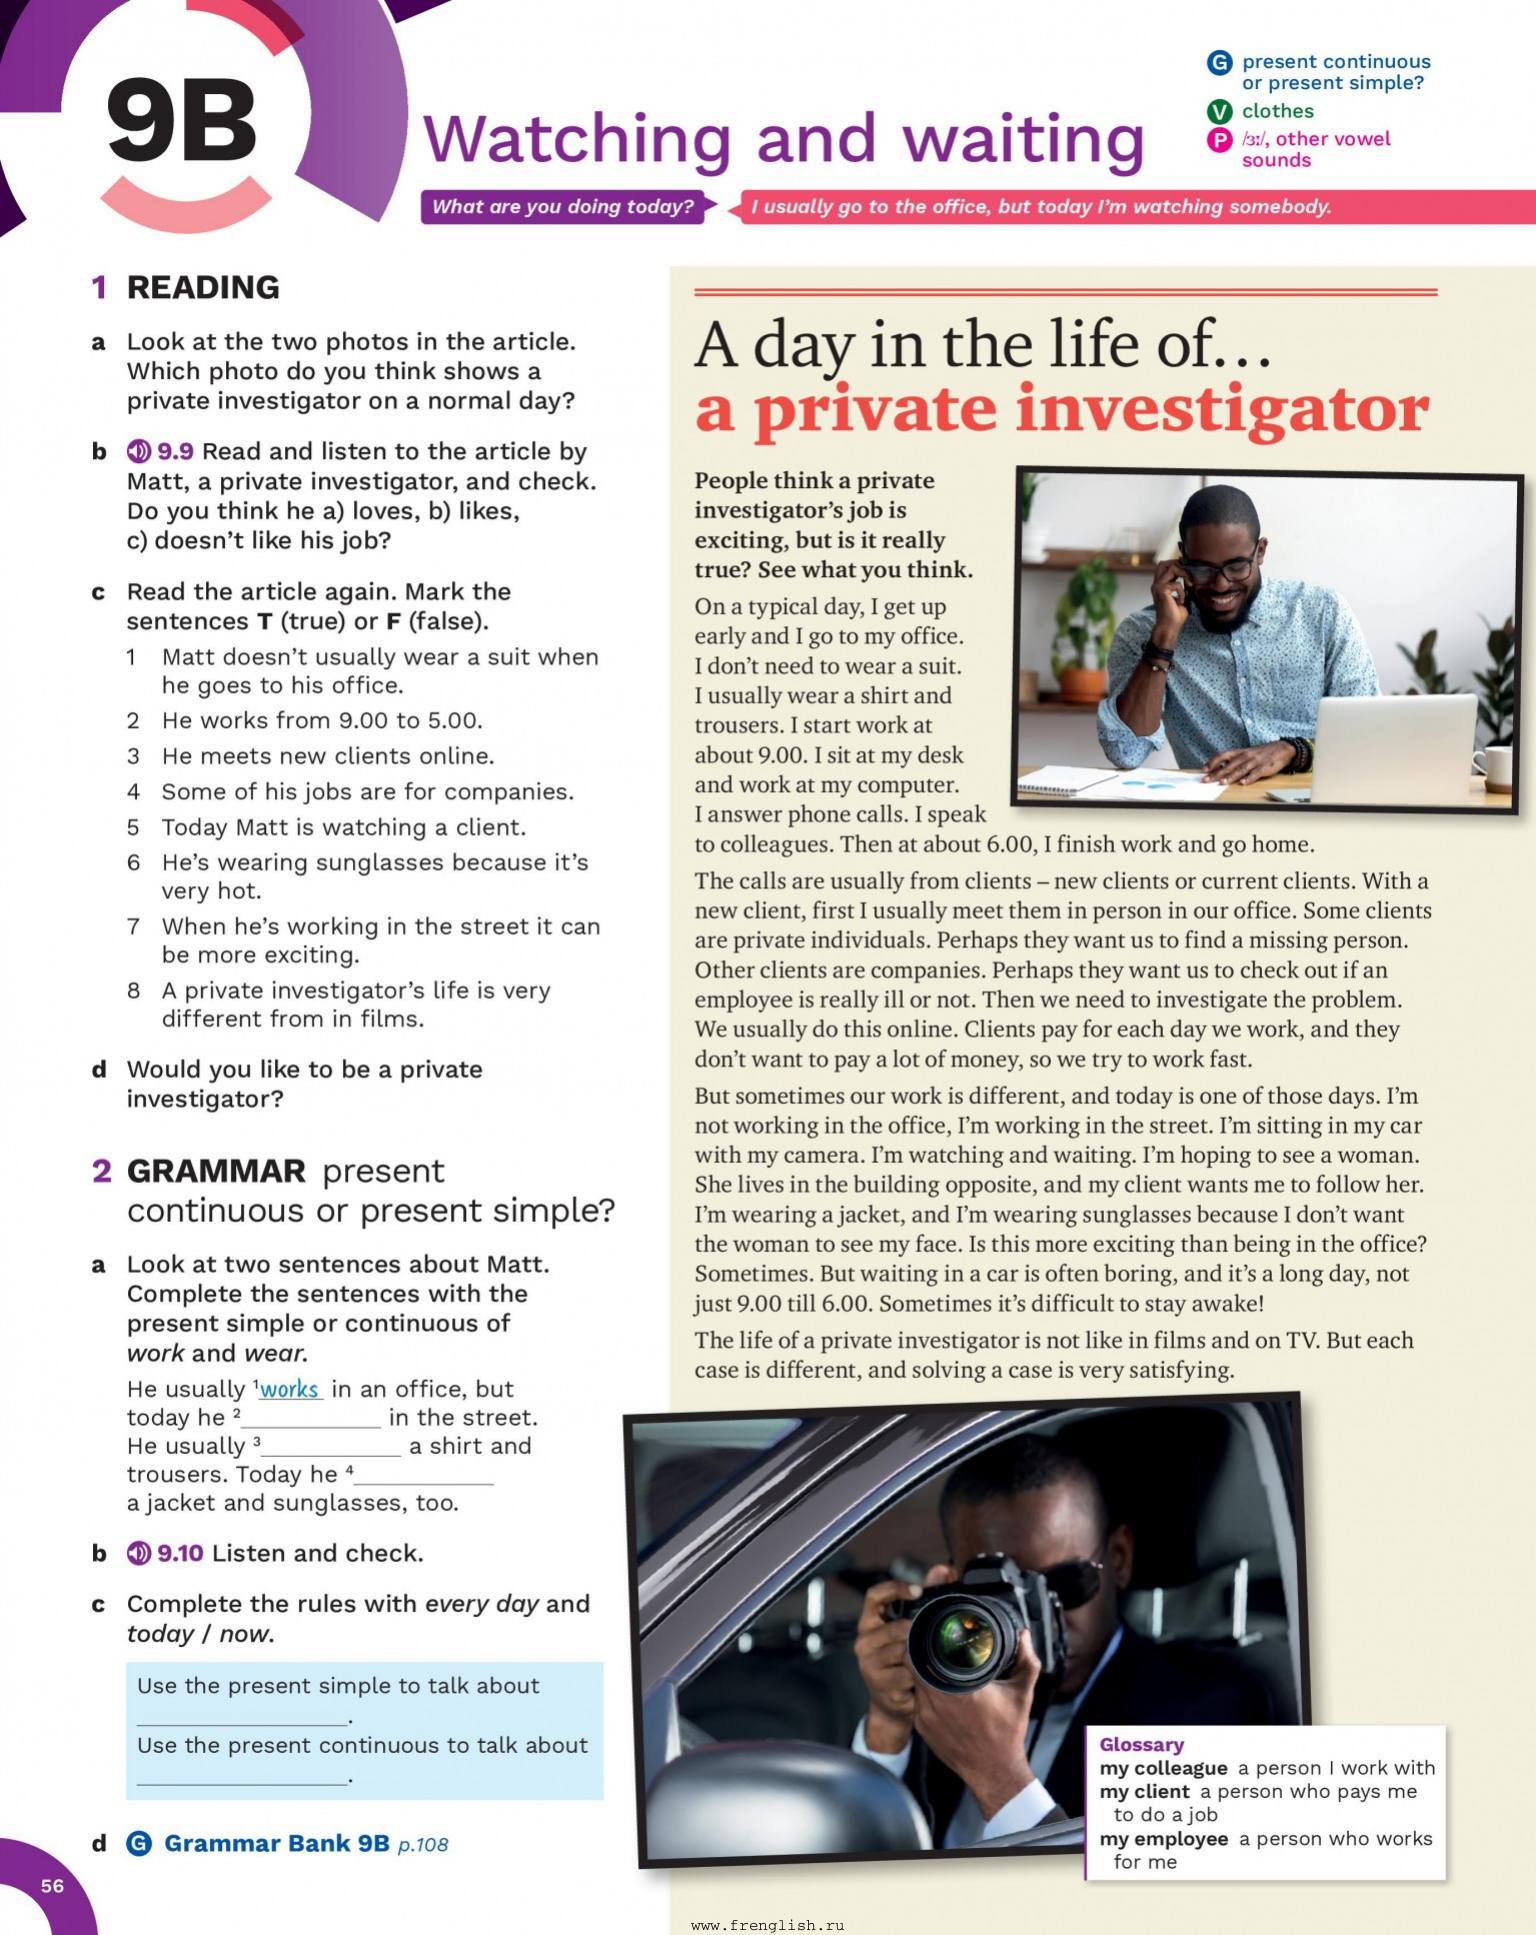 9B
Watching and waiting
G present continuous
or present simple?
V clothes
P /ɜː/, other vowel
sounds
What are you doing today?
I usually go to the office, but today I'm watching somebody.
1 READING
a Look at the two photos in the article.
Which photo do you think shows a
private investigator on a normal day?
b 9.9 Read and listen to the article by
Matt, a private investigator, and check.
Do you think he a) loves, b) likes,
c) doesn't like his job?
c Read the article again. Mark the
sentences T (true) or F (false).
1 Matt doesn't usually wear a suit when
he goes to his office.
2 He works from 9.00 to 5.00.
3 He meets new clients online.
4 Some of his jobs are for companies.
5 Today Matt is watching a client.
6 He's wearing sunglasses because it's
very hot.
7 When he's working in the street it can
be more exciting.
8 A private investigator's life is very
different from in films.
d Would you like to be a private
investigator?
2 GRAMMAR present
continuous or present simple?
a Look at two sentences about Matt.
Complete the sentences with the
present simple or continuous of
work and wear.
He usually ¹works in an office, but
today he ²____________ in the street.
He usually ³____________ a shirt and
trousers. Today he ⁴____________
a jacket and sunglasses, too.
b 9.10 Listen and check.
c Complete the rules with every day and
today / now.
Use the present simple to talk about
__________________.
Use the present continuous to talk about
__________________.
d G Grammar Bank 9B p.108
56
A day in the life of…
a private investigator
People think a private
investigator's job is
exciting, but is it really
true? See what you think.
On a typical day, I get up
early and I go to my office.
I don't need to wear a suit.
I usually wear a shirt and
trousers. I start work at
about 9.00. I sit at my desk
and work at my computer.
I answer phone calls. I speak
to colleagues. Then at about 6.00, I finish work and go home.
The calls are usually from clients – new clients or current clients. With a
new client, first I usually meet them in person in our office. Some clients
are private individuals. Perhaps they want us to find a missing person.
Other clients are companies. Perhaps they want us to check out if an
employee is really ill or not. Then we need to investigate the problem.
We usually do this online. Clients pay for each day we work, and they
don't want to pay a lot of money, so we try to work fast.
But sometimes our work is different, and today is one of those days. I'm
not working in the office, I'm working in the street. I'm sitting in my car
with my camera. I'm watching and waiting. I'm hoping to see a woman.
She lives in the building opposite, and my client wants me to follow her.
I'm wearing a jacket, and I'm wearing sunglasses because I don't want
the woman to see my face. Is this more exciting than being in the office?
Sometimes. But waiting in a car is often boring, and it's a long day, not
just 9.00 till 6.00. Sometimes it's difficult to stay awake!
The life of a private investigator is not like in films and on TV. But each
case is different, and solving a case is very satisfying.
Glossary
my colleague a person I work with
my client a person who pays me
to do a job
my employee a person who works
for me
www.frenglish.ru